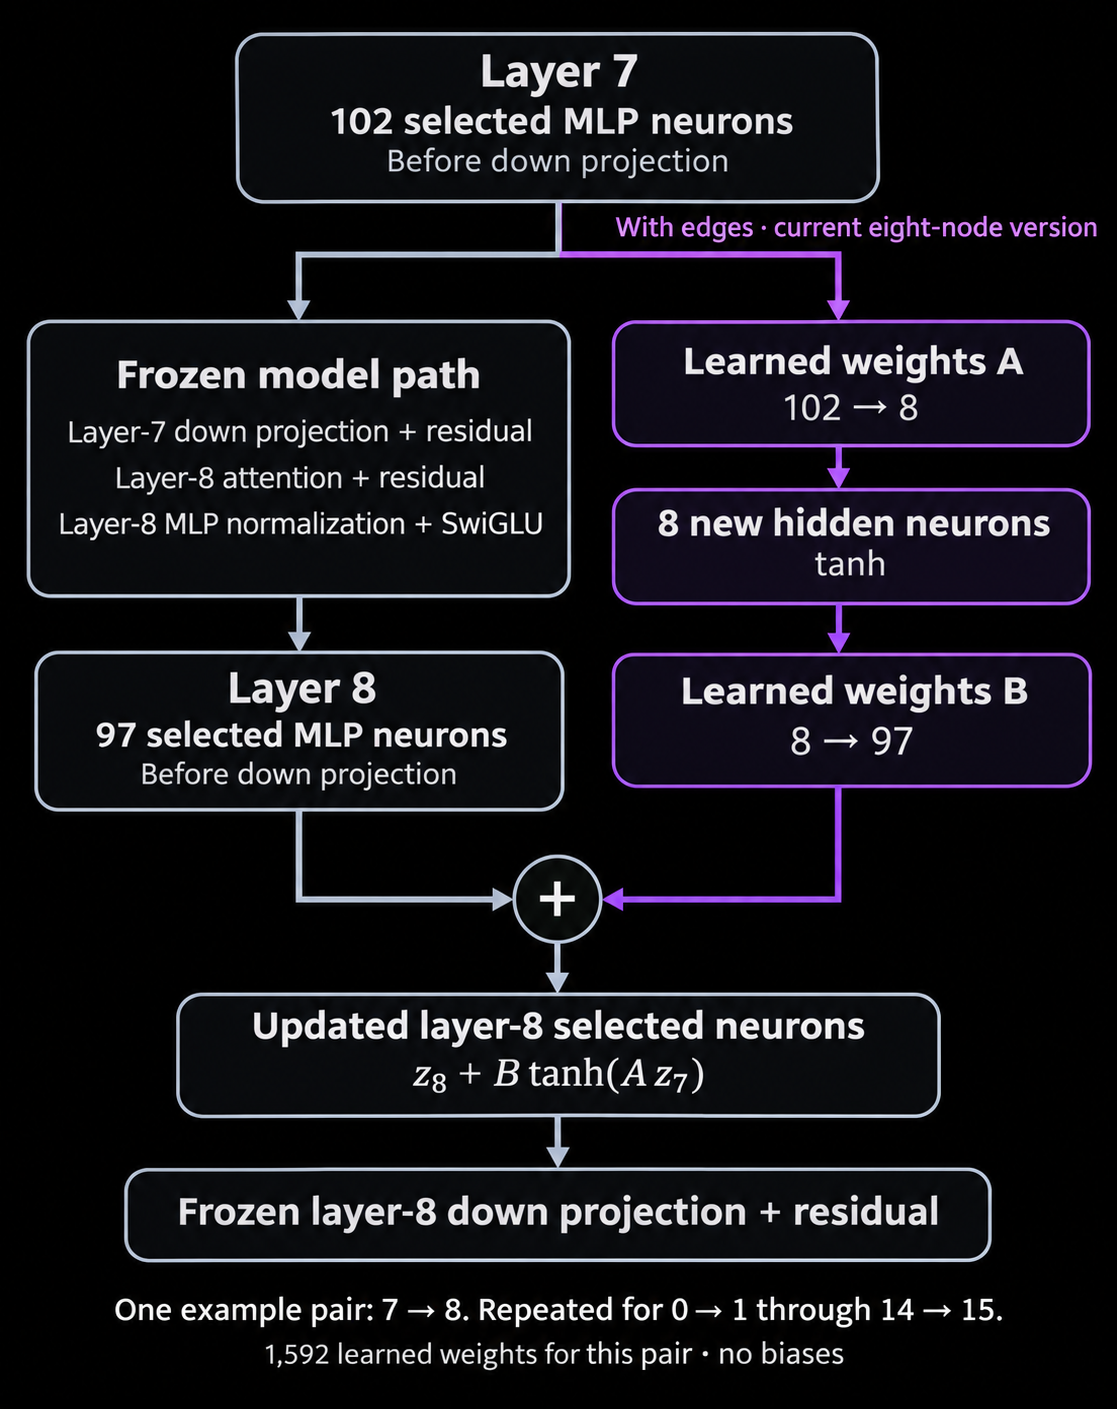 Layer 7
102 selected MLP neurons
Before down projection
With edges · current eight-node version
Frozen model path
Layer-7 down projection + residual
Layer-8 attention + residual
Layer-8 MLP normalization + SwiGLU
Learned weights A
102 → 8
8 new hidden neurons
tanh
Layer 8
97 selected MLP neurons
Before down projection
Learned weights B
8 → 97
+
Updated layer-8 selected neurons
z₈ + B tanh(A z₇)
Frozen layer-8 down projection + residual
One example pair: 7 → 8. Repeated for 0 → 1 through 14 → 15.
1,592 learned weights for this pair · no biases